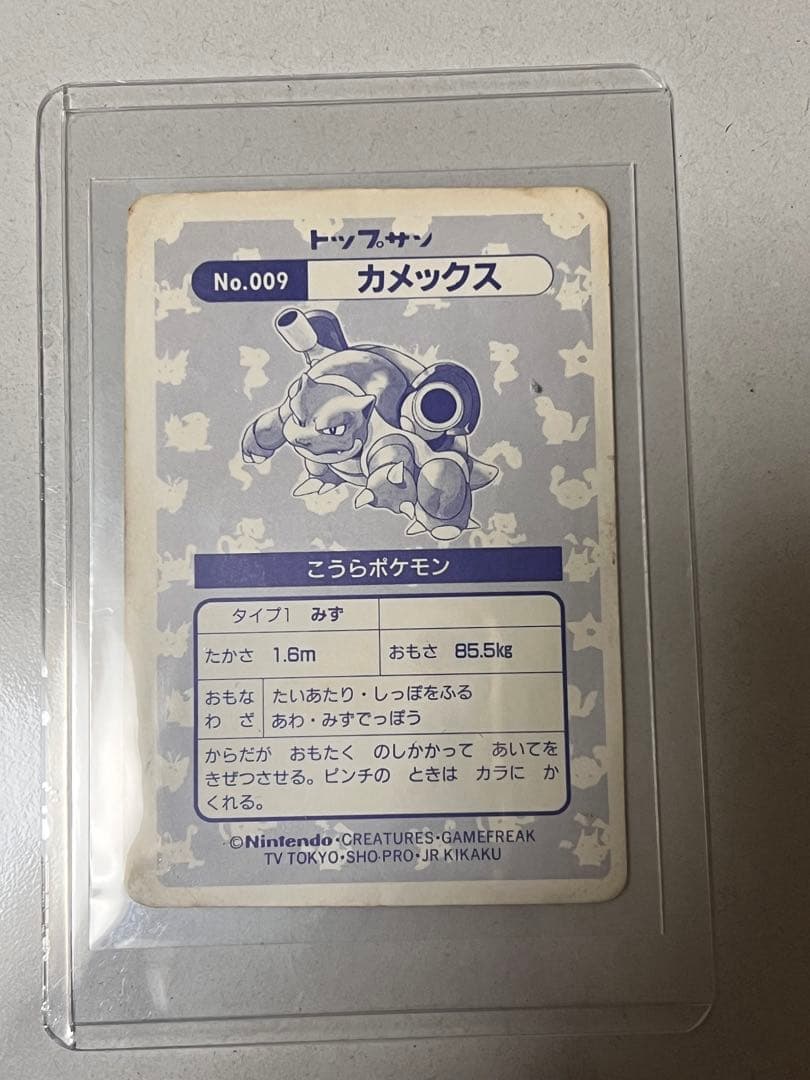 トップサン
No.009 カメックス
こうらポケモン
タイプ1 みず
たかさ 1.6m おもさ 85.5kg
おもな たいあたり・しっぽをふる
わ ざ あわ・みずでっぽう
からだが おもたく のしかかって あいてを
きぜつさせる。ピンチの ときは カラに か
くれる。
©Nintendo・CREATURES・GAMEFREAK
TV TOKYO・SHO-PRO・JR KIKAKU